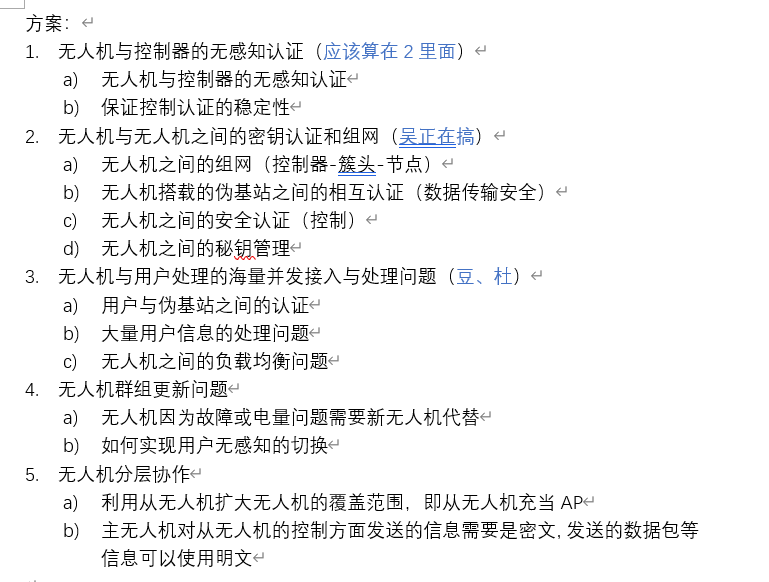 方案：
1. 无人机与控制器的无感知认证（应该算在 2 里面）
a) 无人机与控制器的无感知认证
b) 保证控制认证的稳定性
2. 无人机与无人机之间的密钥认证和组网（吴正在搞）
a) 无人机之间的组网（控制器-簇头-节点）
b) 无人机搭载的伪基站之间的相互认证（数据传输安全）
c) 无人机之间的安全认证（控制）
d) 无人机之间的秘钥管理
3. 无人机与用户处理的海量并发接入与处理问题（豆、杜）
a) 用户与伪基站之间的认证
b) 大量用户信息的处理问题
c) 无人机之间的负载均衡问题
4. 无人机群组更新问题
a) 无人机因为故障或电量问题需要新无人机代替
b) 如何实现用户无感知的切换
5. 无人机分层协作
a) 利用从无人机扩大无人机的覆盖范围，即从无人机充当 AP
b) 主无人机对从无人机的控制方面发送的信息需要是密文, 发送的数据包等
信息可以使用明文